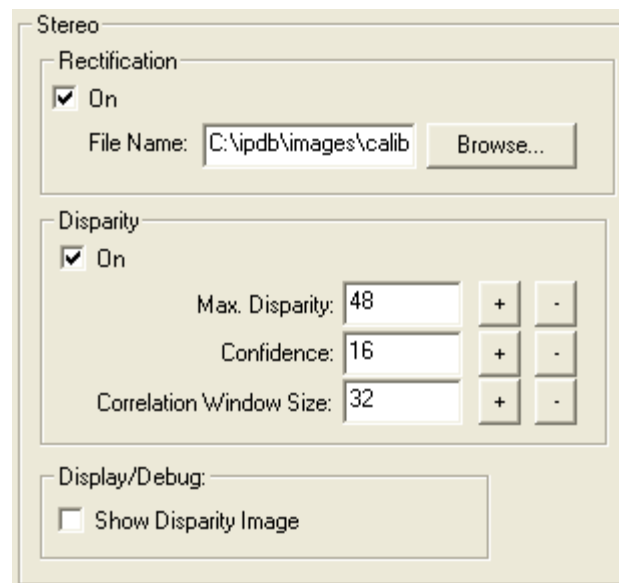 Stereo
Rectification
On
File Name: C:\ipdb\images\calib Browse...
Disparity
On
Max. Disparity: 48 + -
Confidence: 16 + -
Correlation Window Size: 32 + -
Display/Debug:
Show Disparity Image